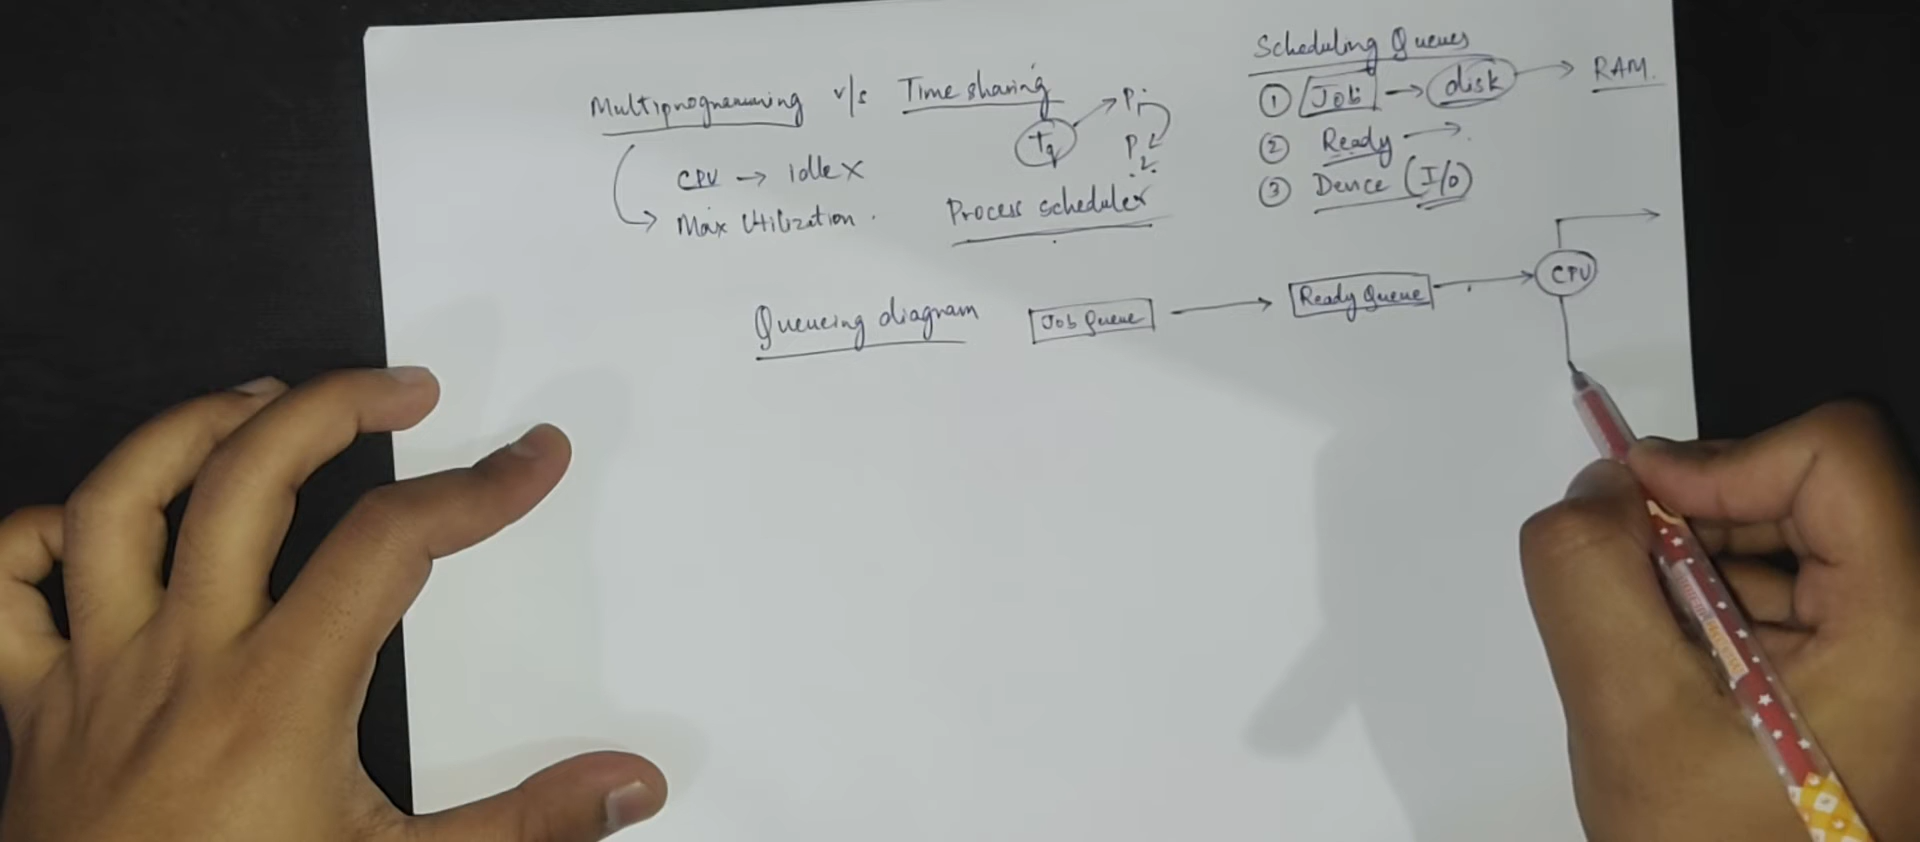 Multiprogramming v/s Time sharing
tq → P1
P2
CPU → idle X
Max Utilization.
Process scheduler
Scheduling Queues
① Job → disk → RAM.
② Ready →
③ Device (I/O)
Queueing diagram
Job Queue → Ready Queue → CPU